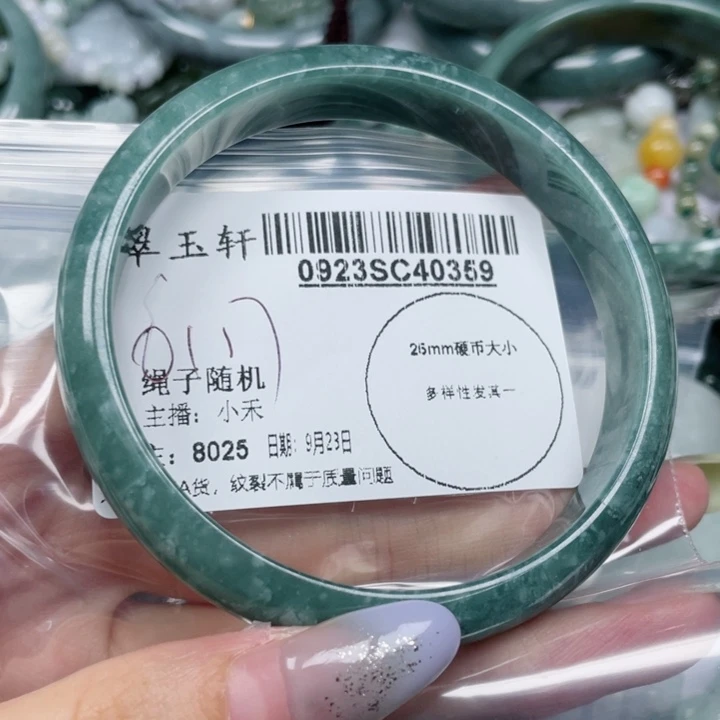 翠玉轩
0923SC40359
绳子随机
主播：小禾
：8025 日期：9月23日
A货，纹裂不属于质量问题
26mm硬币大小
多样性发其一